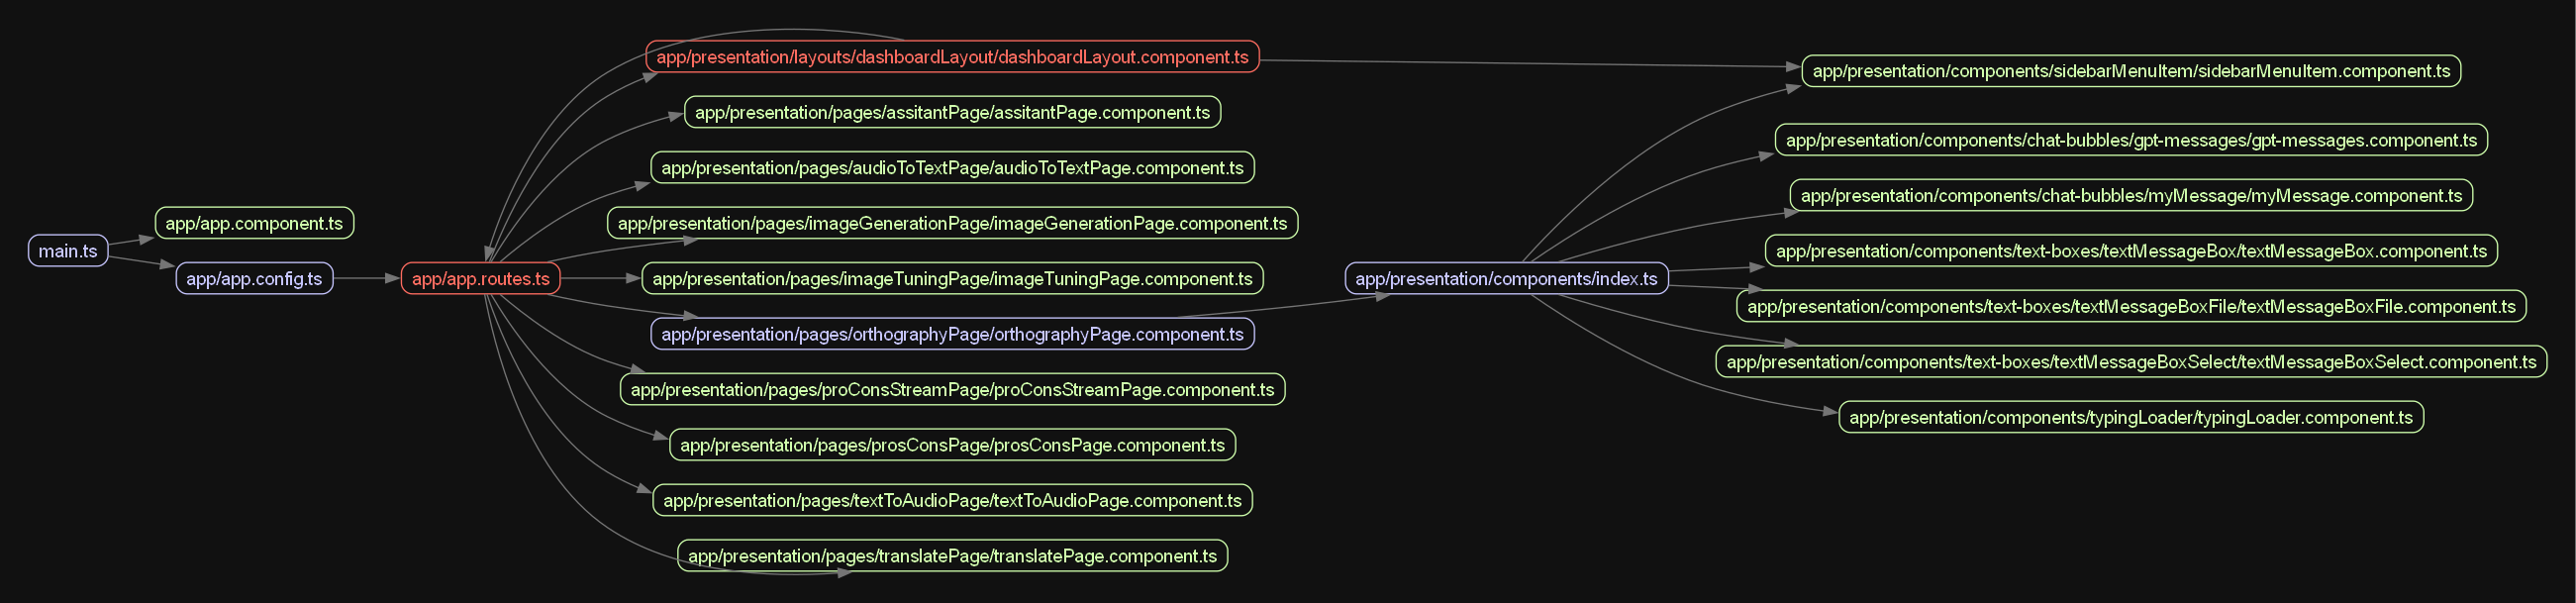 main.ts
app/app.component.ts
app/app.config.ts
app/app.routes.ts
app/presentation/layouts/dashboardLayout/dashboardLayout.component.ts
app/presentation/pages/assitantPage/assitantPage.component.ts
app/presentation/pages/audioToTextPage/audioToTextPage.component.ts
app/presentation/pages/imageGenerationPage/imageGenerationPage.component.ts
app/presentation/pages/imageTuningPage/imageTuningPage.component.ts
app/presentation/pages/orthographyPage/orthographyPage.component.ts
app/presentation/pages/proConsStreamPage/proConsStreamPage.component.ts
app/presentation/pages/prosConsPage/prosConsPage.component.ts
app/presentation/pages/textToAudioPage/textToAudioPage.component.ts
app/presentation/pages/translatePage/translatePage.component.ts
app/presentation/components/index.ts
app/presentation/components/sidebarMenuItem/sidebarMenuItem.component.ts
app/presentation/components/chat-bubbles/gpt-messages/gpt-messages.component.ts
app/presentation/components/chat-bubbles/myMessage/myMessage.component.ts
app/presentation/components/text-boxes/textMessageBox/textMessageBox.component.ts
app/presentation/components/text-boxes/textMessageBoxFile/textMessageBoxFile.component.ts
app/presentation/components/text-boxes/textMessageBoxSelect/textMessageBoxSelect.component.ts
app/presentation/components/typingLoader/typingLoader.component.ts